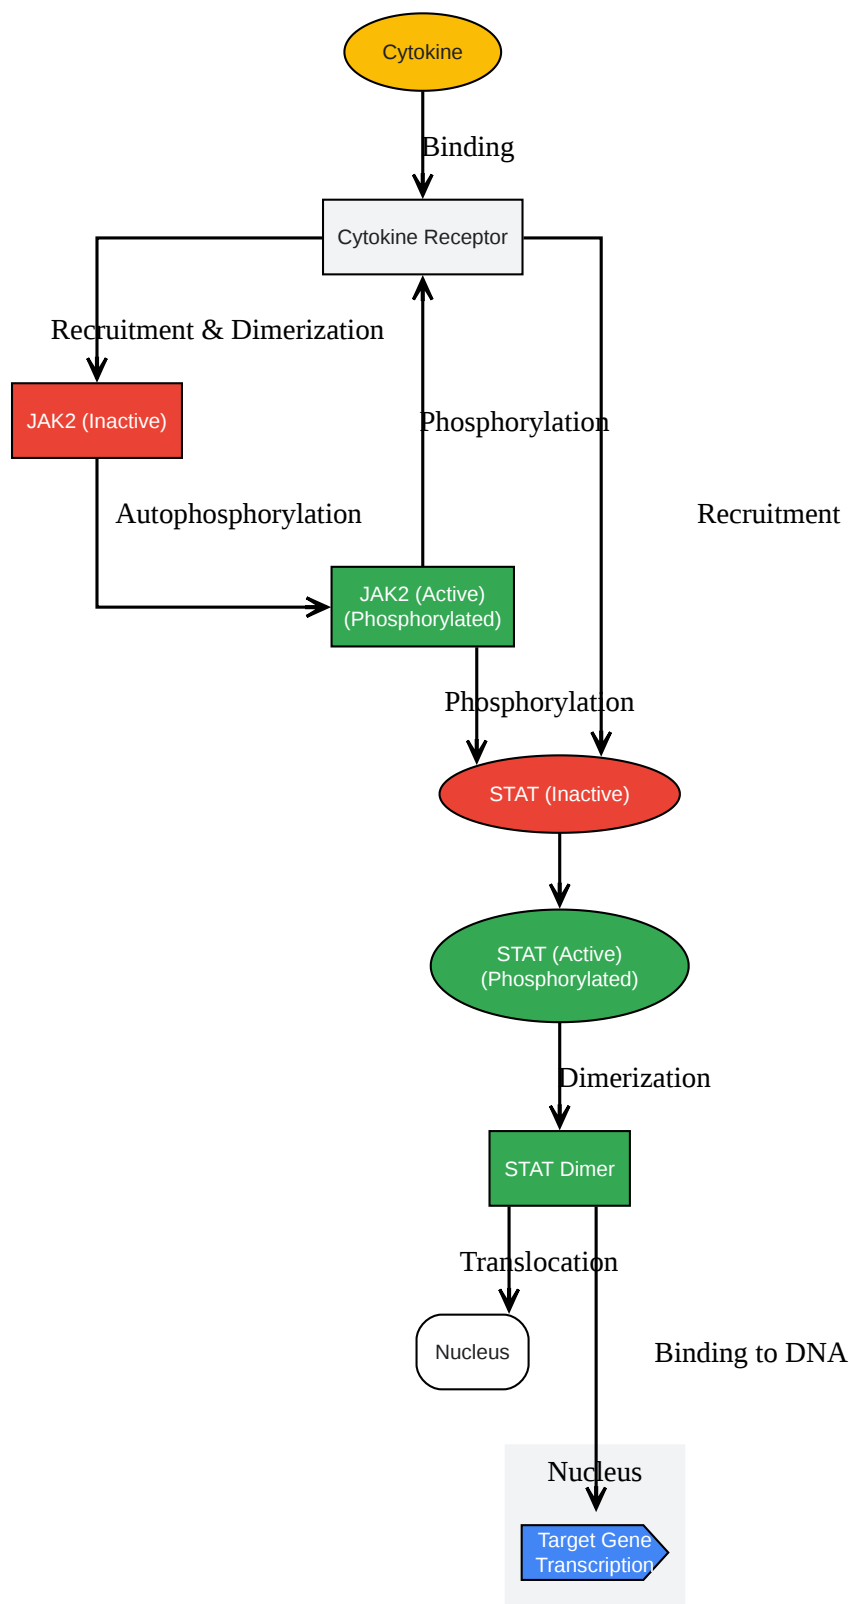 Cytokine
Binding
Cytokine Receptor
Recruitment & Dimerization
JAK2 (Inactive)
Phosphorylation
Autophosphorylation
Recruitment
JAK2 (Active)
(Phosphorylated)
Phosphorylation
STAT (Inactive)
STAT (Active)
(Phosphorylated)
Dimerization
STAT Dimer
Translocation
Nucleus
Binding to DNA
Nucleus
Target Gene
Transcription